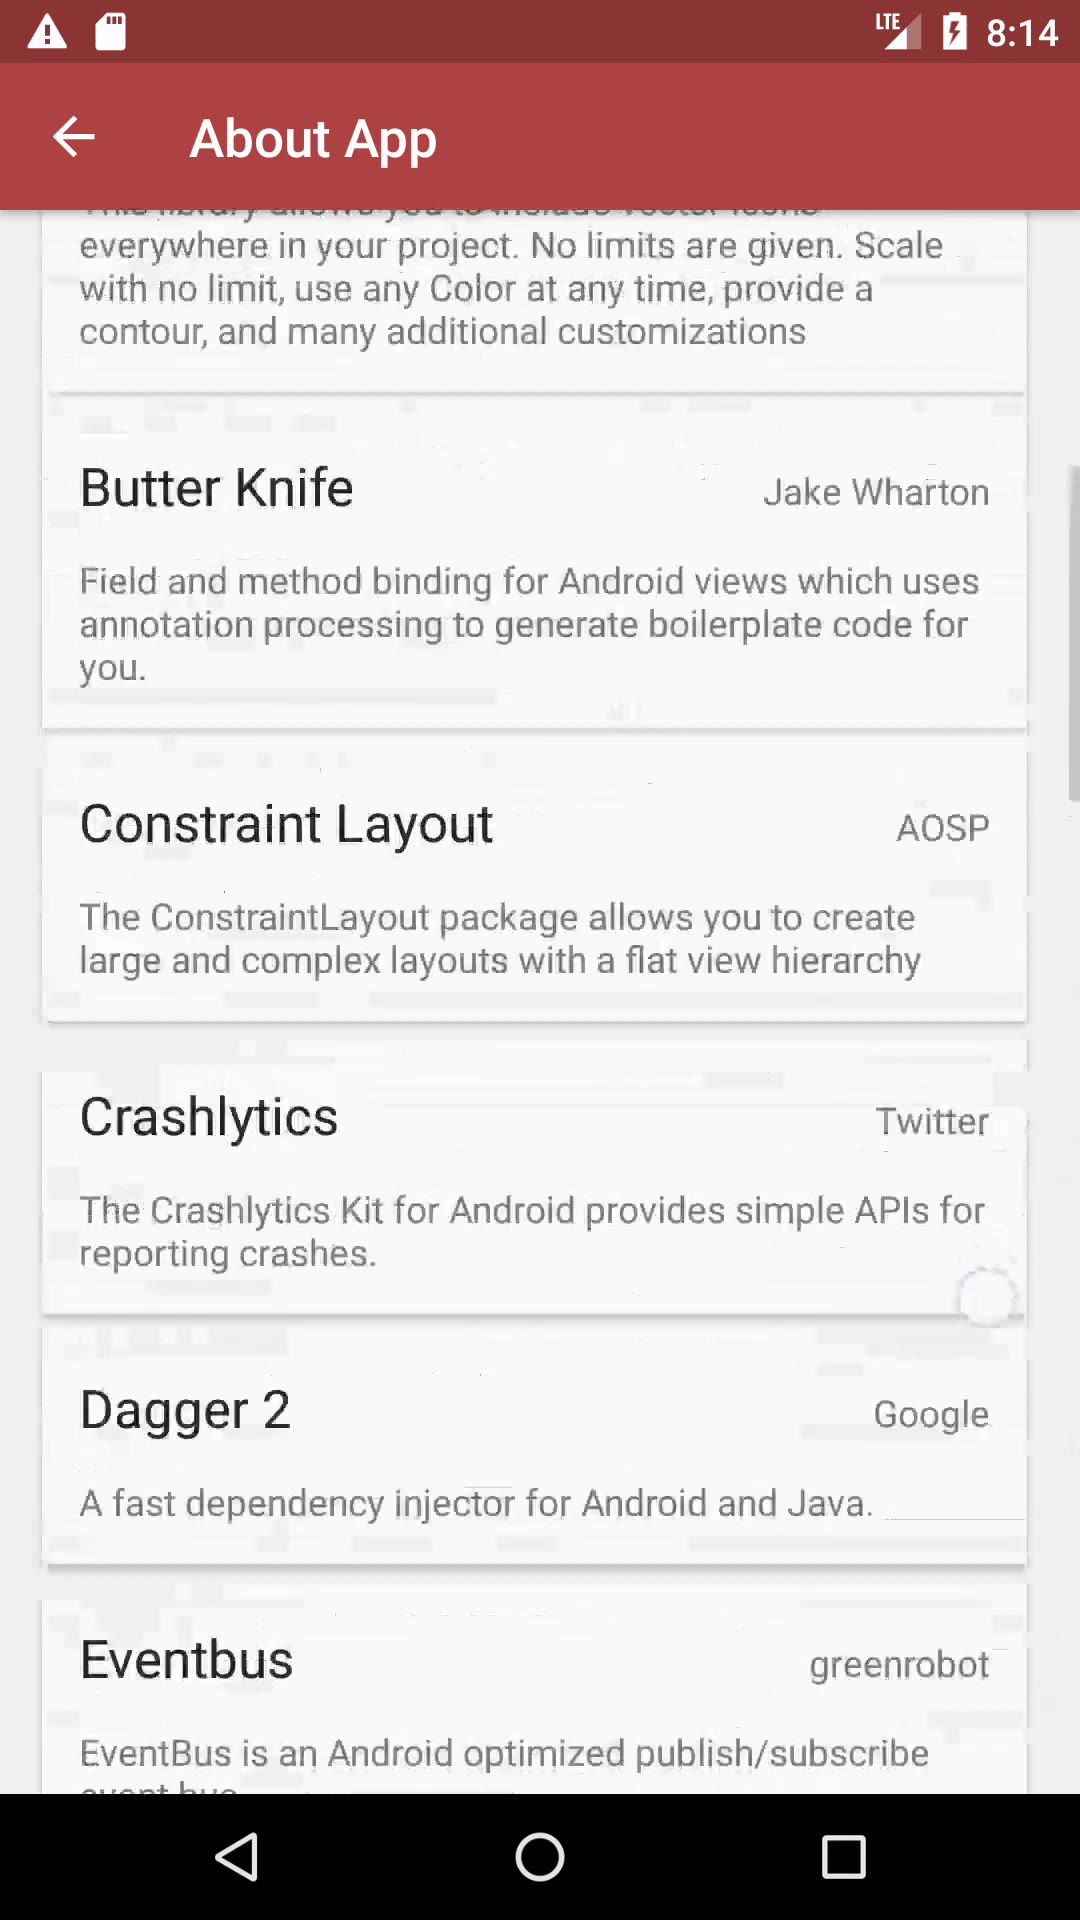 LTE 8:14
About App
everywhere in your project. No limits are given. Scale
with no limit, use any Color at any time, provide a
contour, and many additional customizations
Butter Knife Jake Wharton
Field and method binding for Android views which uses
annotation processing to generate boilerplate code for
you.
Constraint Layout AOSP
The ConstraintLayout package allows you to create
large and complex layouts with a flat view hierarchy
Crashlytics Twitter
The Crashlytics Kit for Android provides simple APIs for
reporting crashes.
Dagger 2 Google
A fast dependency injector for Android and Java.
Eventbus greenrobot
EventBus is an Android optimized publish/subscribe